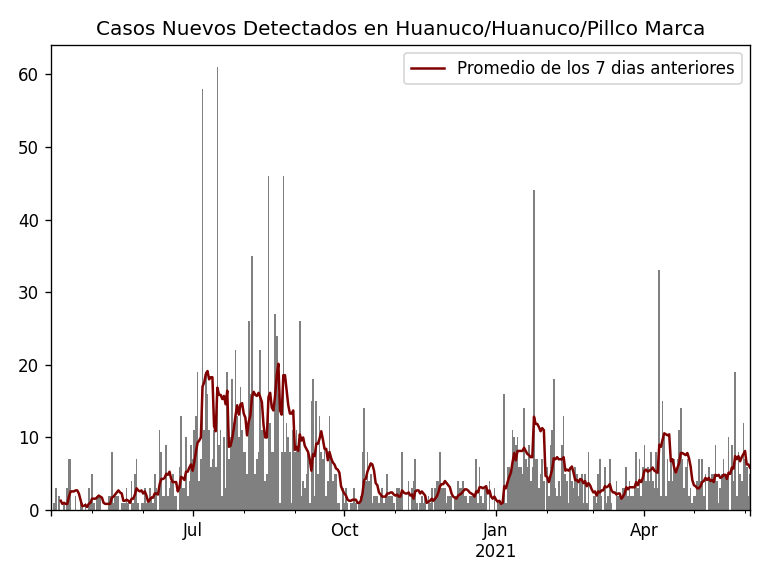 Casos Nuevos Detectados en Huanuco/Huanuco/Pillco Marca
Promedio de los 7 dias anteriores
60
50
40
30
20
10
0
Jul
Oct
Jan
2021
Apr